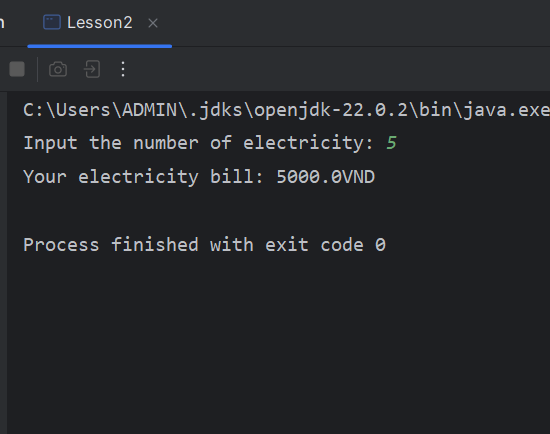 Lesson2
C:\Users\ADMIN\.jdks\openjdk-22.0.2\bin\java.exe
Input the number of electricity: 5
Your electricity bill: 5000.0VND
Process finished with exit code 0